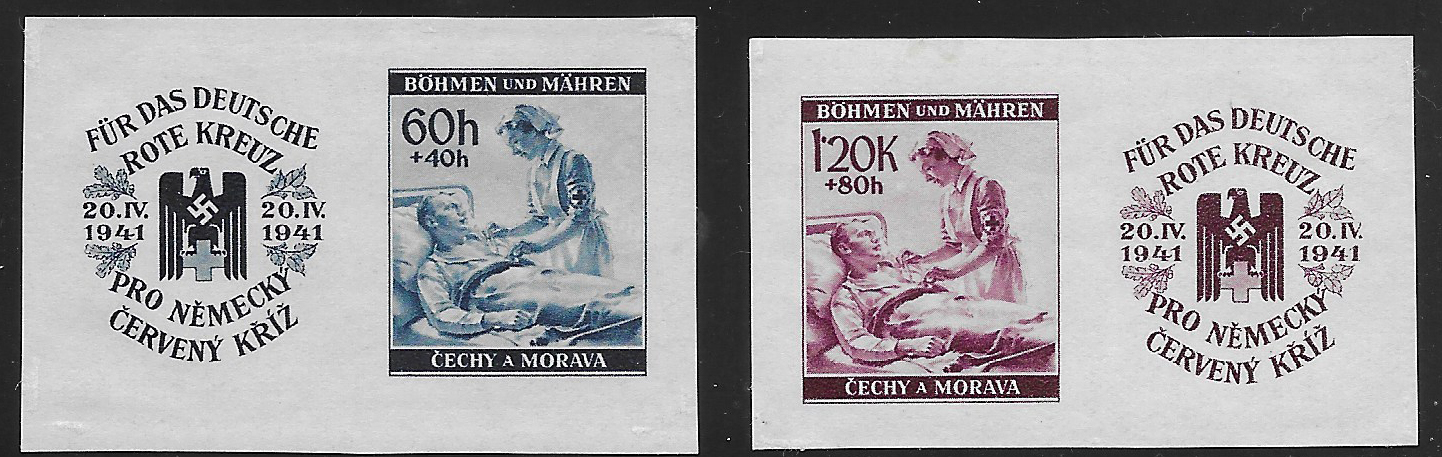 FÜR DAS DEUTSCHE
ROTE KREUZ
20.IV. 20.IV.
1941 1941
PRO NĚMECKÝ
ČERVENÝ KŘÍŽ
BÖHMEN UND MÄHREN
60h
+40h
ČECHY A MORAVA
BÖHMEN UND MÄHREN
1·20K
+80h
ČECHY A MORAVA
FÜR DAS DEUTSCHE
ROTE KREUZ
20.IV. 20.IV.
1941 1941
PRO NĚMECKÝ
ČERVENÝ KŘÍŽ